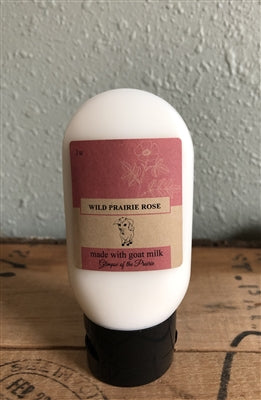 WILD PRAIRIE ROSE
made with goat milk
Glimpse of the Prairie